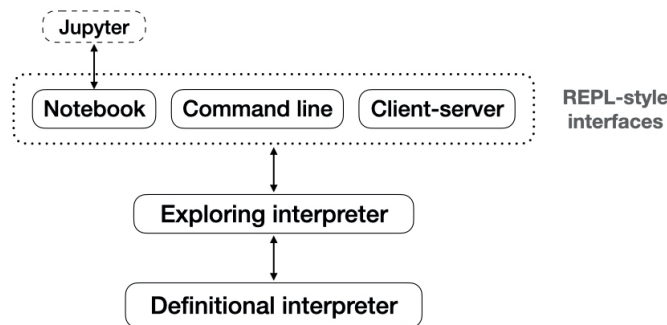 Jupyter
Notebook
Command line
Client-server
REPL-style
interfaces
Exploring interpreter
Definitional interpreter